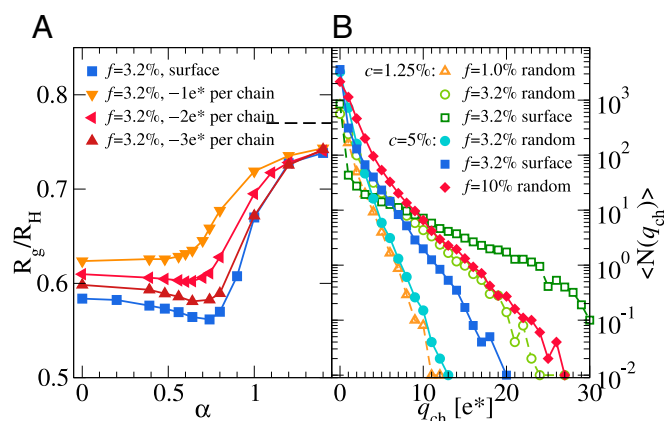 A
B
0.8
0.7
0.6
0.5
R_g/R_H
0
0.5
1
α
f=3.2%, surface
f=3.2%, −1e* per chain
f=3.2%, −2e* per chain
f=3.2%, −3e* per chain
c=1.25%:
f=1.0% random
f=3.2% random
f=3.2% surface
c=5%:
f=3.2% random
f=3.2% surface
f=10% random
10^3
10^2
10^1
10^0
10^-1
10^-2
<N(q_ch)>
0
10
20
30
q_ch [e*]